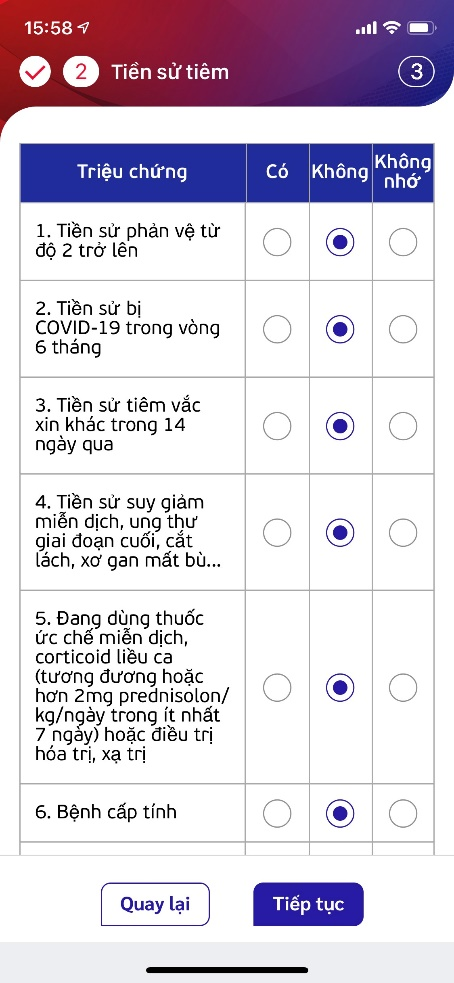 15:58
2 Tiền sử tiêm 3
Triệu chứng Có Không Không
nhớ
1. Tiền sử phản vệ từ
độ 2 trở lên
2. Tiền sử bị
COVID-19 trong vòng
6 tháng
3. Tiền sử tiêm vắc
xin khác trong 14
ngày qua
4. Tiền sử suy giảm
miễn dịch, ung thư
giai đoạn cuối, cắt
lách, xơ gan mất bù...
5. Đang dùng thuốc
ức chế miễn dịch,
corticoid liều ca
(tương đương hoặc
hơn 2mg prednisolon/
kg/ngày trong ít nhất
7 ngày) hoặc điều trị
hóa trị, xạ trị
6. Bệnh cấp tính
Quay lại Tiếp tục